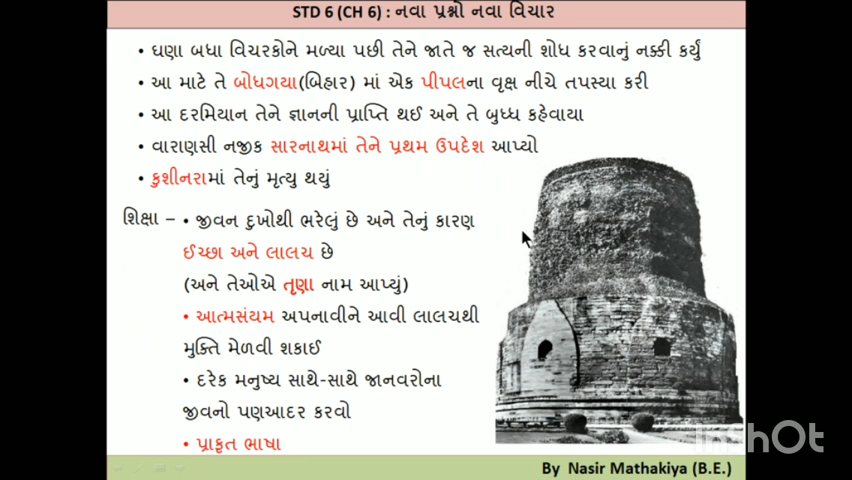 STD 6 (CH 6) : નવા પ્રશ્નો નવા વિચાર
• ઘણા બધા વિચરકોને મળ્યા પછી તેને જાતે જ સત્યની શોધ કરવાનું નક્કી કર્યું
• આ માટે તે બોધગયા(બિહાર) માં એક પીપલના વૃક્ષ નીચે તપસ્યા કરી
• આ દરમિયાન તેને જ્ઞાનની પ્રાપ્તિ થઈ અને તે બુધ્ધ કહેવાયા
• વારાણસી નજીક સારનાથમાં તેને પ્રથમ ઉપદેશ આપ્યો
• કુશીનરામાં તેનું મૃત્યુ થયું
શિક્ષા – • જીવન દુખોથી ભરેલું છે અને તેનું કારણ
ઈચ્છા અને લાલચ છે
(અને તેઓએ તૃણા નામ આપ્યું)
• આત્મસંયમ અપનાવીને આવી લાલચથી
મુક્તિ મેળવી શકાઈ
• દરેક મનુષ્ય સાથે-સાથે જાનવરોના
જીવનો પણઆદર કરવો
• પ્રાકૃત ભાષા
InShOt
By Nasir Mathakiya (B.E.)